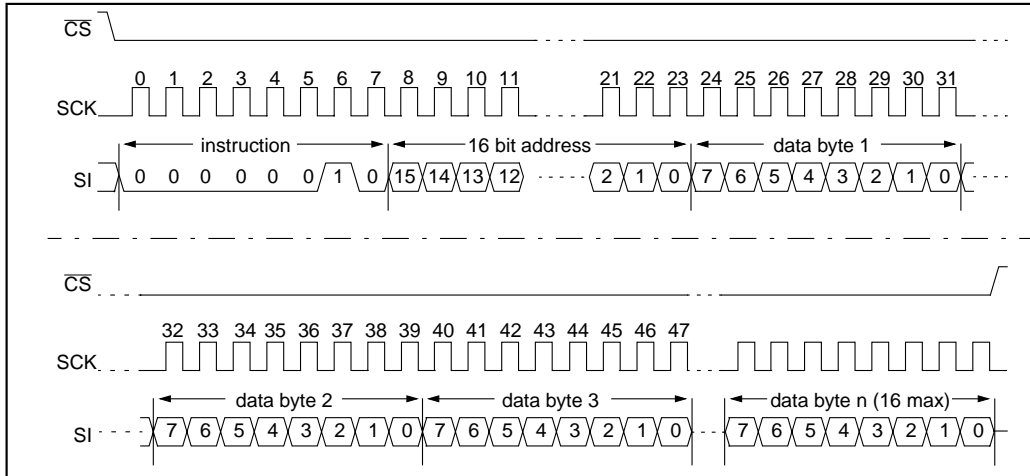 CS
0 1 2 3 4 5 6 7 8 9 10 11 21 22 23 24 25 26 27 28 29 30 31
SCK
instruction 16 bit address data byte 1
SI 0 0 0 0 0 0 1 0 15 14 13 12 2 1 0 7 6 5 4 3 2 1 0
CS
32 33 34 35 36 37 38 39 40 41 42 43 44 45 46 47
SCK
data byte 2 data byte 3 data byte n (16 max)
SI 7 6 5 4 3 2 1 0 7 6 5 4 3 2 1 0 7 6 5 4 3 2 1 0